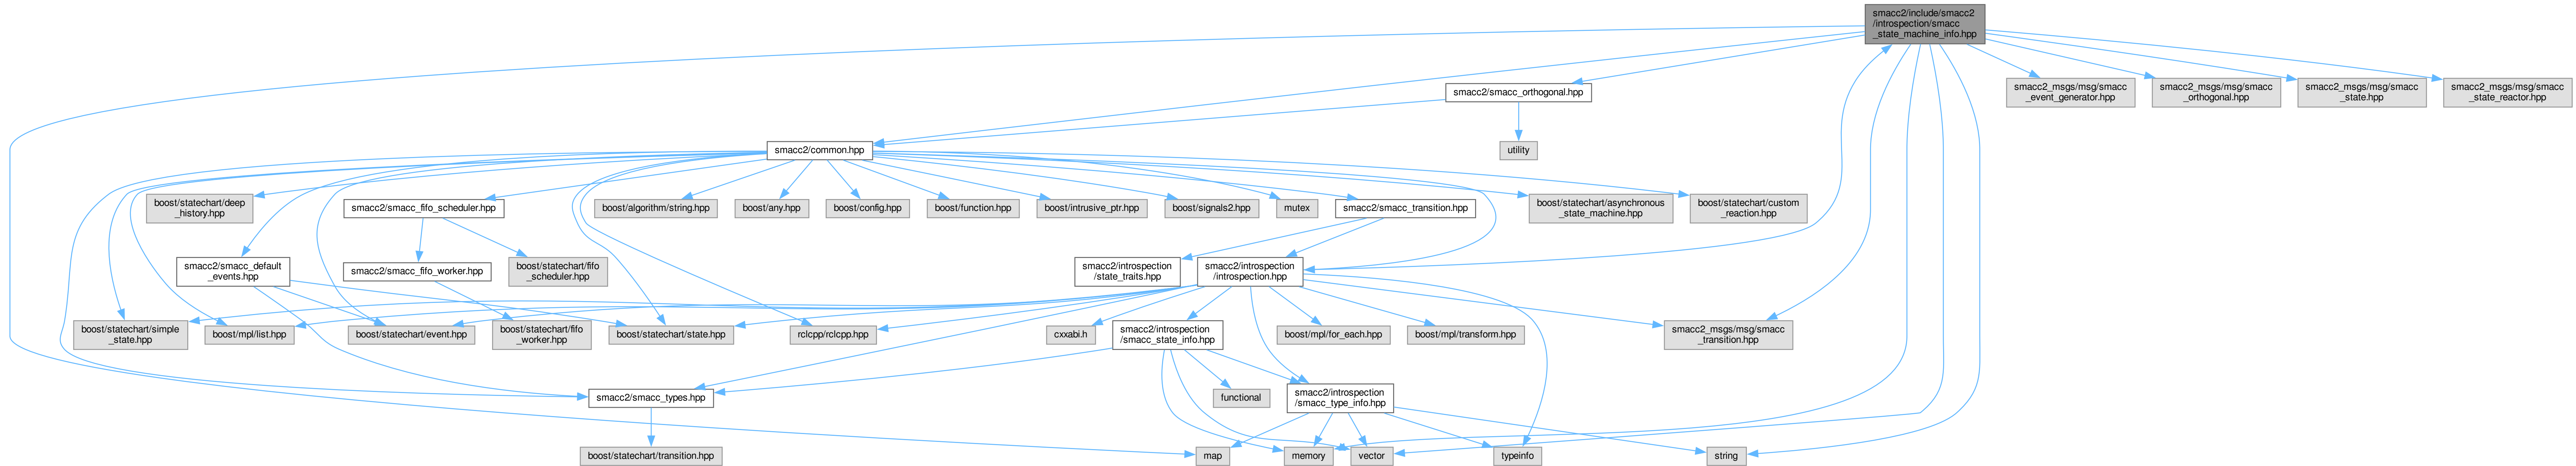 smacc2/include/smacc2
/introspection/smacc
_state_machine_info.hpp
smacc2/smacc_orthogonal.hpp
smacc2_msgs/msg/smacc
_event_generator.hpp
smacc2_msgs/msg/smacc
_orthogonal.hpp
smacc2_msgs/msg/smacc
_state.hpp
smacc2_msgs/msg/smacc
_state_reactor.hpp
smacc2/common.hpp
utility
boost/statechart/deep
_history.hpp
smacc2/smacc_fifo_scheduler.hpp
boost/algorithm/string.hpp
boost/any.hpp
boost/config.hpp
boost/function.hpp
boost/intrusive_ptr.hpp
boost/signals2.hpp
mutex
smacc2/smacc_transition.hpp
boost/statechart/asynchronous
_state_machine.hpp
boost/statechart/custom
_reaction.hpp
smacc2/smacc_default
_events.hpp
smacc2/smacc_fifo_worker.hpp
boost/statechart/fifo
_scheduler.hpp
smacc2/introspection
/state_traits.hpp
smacc2/introspection
/introspection.hpp
boost/statechart/simple
_state.hpp
boost/mpl/list.hpp
boost/statechart/event.hpp
boost/statechart/fifo
_worker.hpp
boost/statechart/state.hpp
rclcpp/rclcpp.hpp
cxxabi.h
smacc2/introspection
/smacc_state_info.hpp
boost/mpl/for_each.hpp
boost/mpl/transform.hpp
smacc2_msgs/msg/smacc
_transition.hpp
smacc2/smacc_types.hpp
functional
smacc2/introspection
/smacc_type_info.hpp
boost/statechart/transition.hpp
map
memory
vector
typeinfo
string